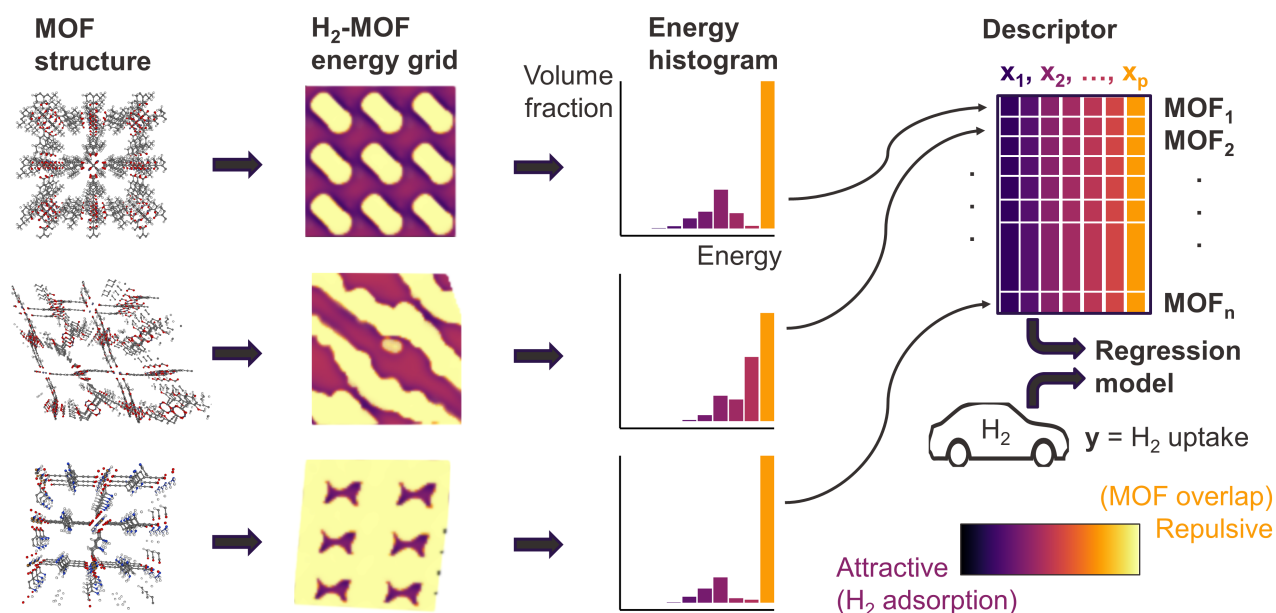 MOF
structure
H₂-MOF
energy grid
Energy
histogram
Volume
fraction
Energy
Descriptor
x₁, x₂, ..., xₚ
MOF₁
MOF₂
.
.
.
.
.
.
MOFₙ
Regression
model
H₂
y = H₂ uptake
(MOF overlap)
Repulsive
Attractive
(H₂ adsorption)